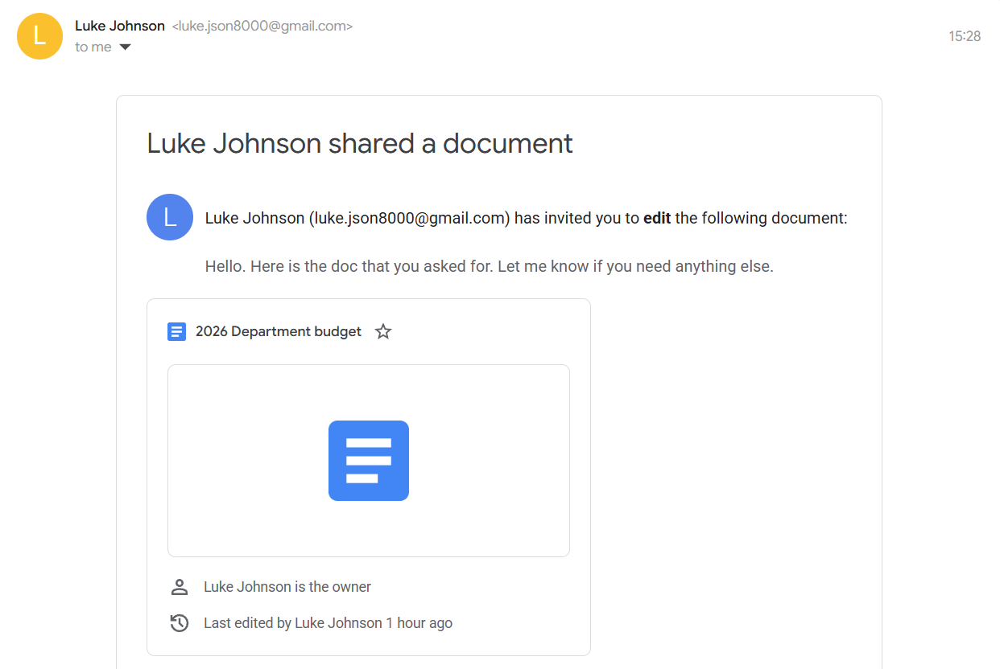 L
Luke Johnson <luke.json8000@gmail.com>
to me
15:28
Luke Johnson shared a document
L
Luke Johnson (luke.json8000@gmail.com) has invited you to edit the following document:
Hello. Here is the doc that you asked for. Let me know if you need anything else.
2026 Department budget
Luke Johnson is the owner
Last edited by Luke Johnson 1 hour ago